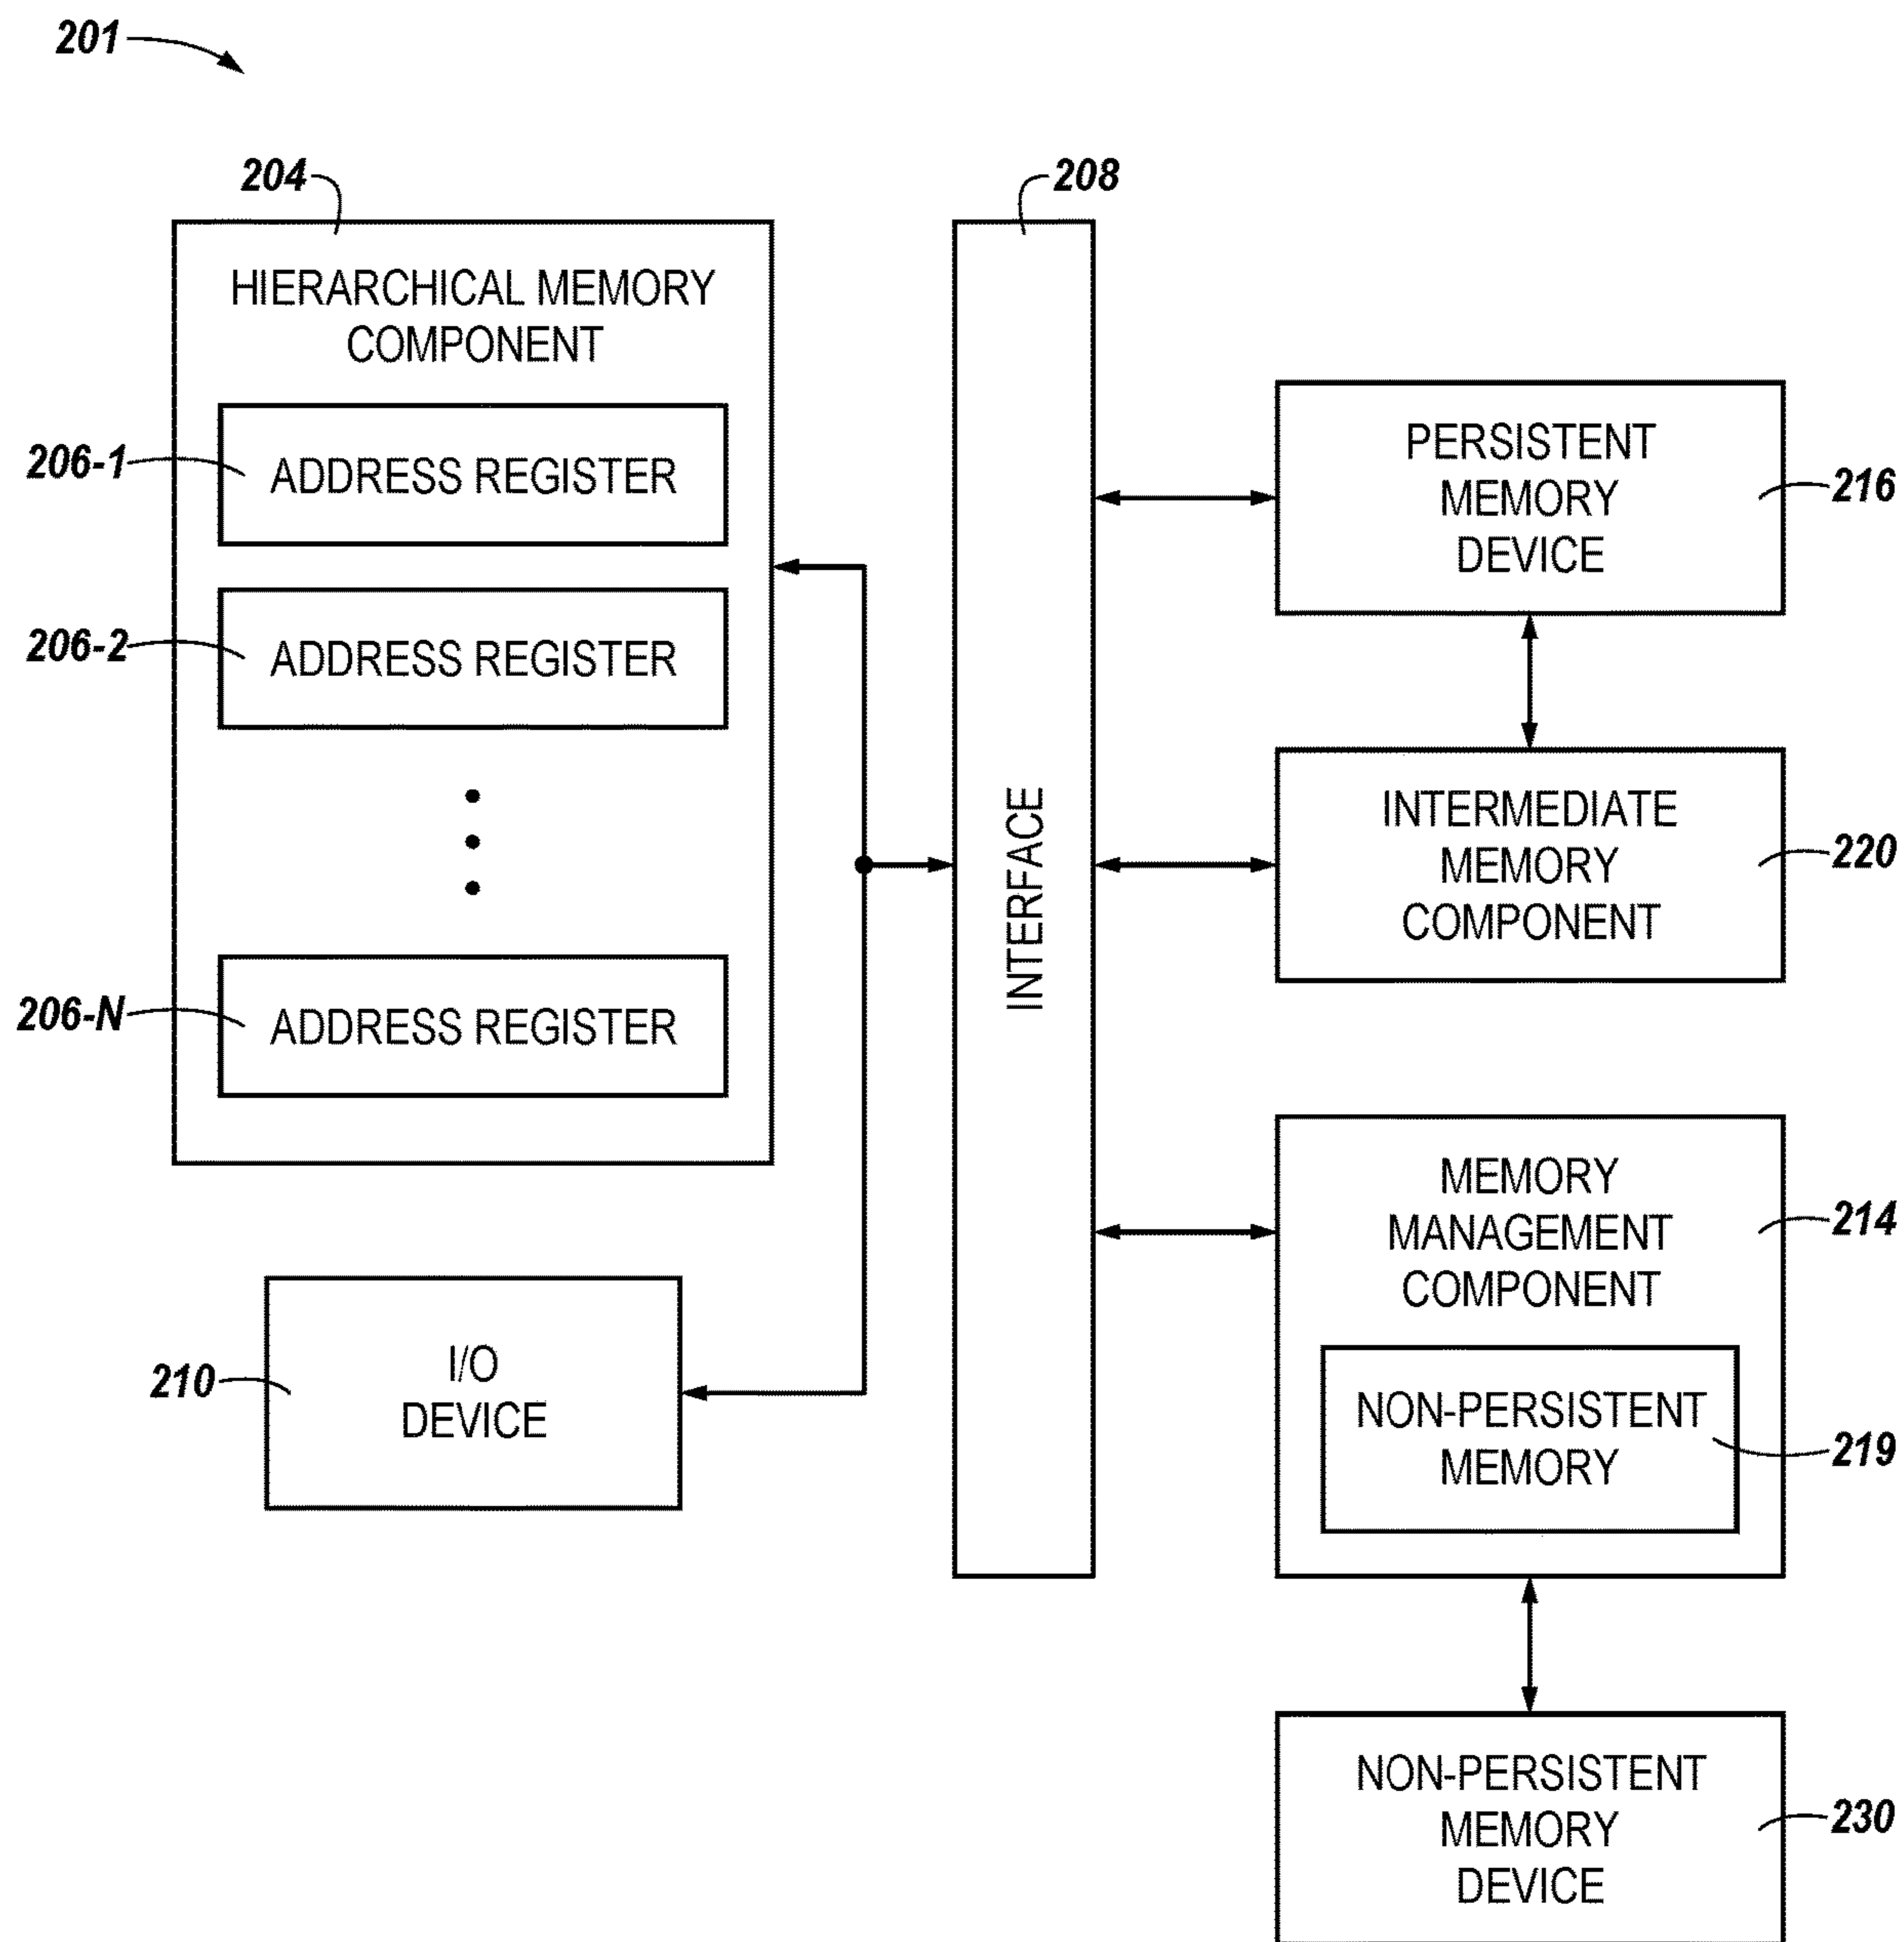 201
204
208
HIERARCHICAL MEMORY
COMPONENT
206-1
ADDRESS REGISTER
206-2
ADDRESS REGISTER
206-N
ADDRESS REGISTER
210
I/O
DEVICE
INTERFACE
PERSISTENT
MEMORY
DEVICE
216
INTERMEDIATE
MEMORY
COMPONENT
220
MEMORY
MANAGEMENT
COMPONENT
214
NON-PERSISTENT
MEMORY
219
NON-PERSISTENT
MEMORY
DEVICE
230